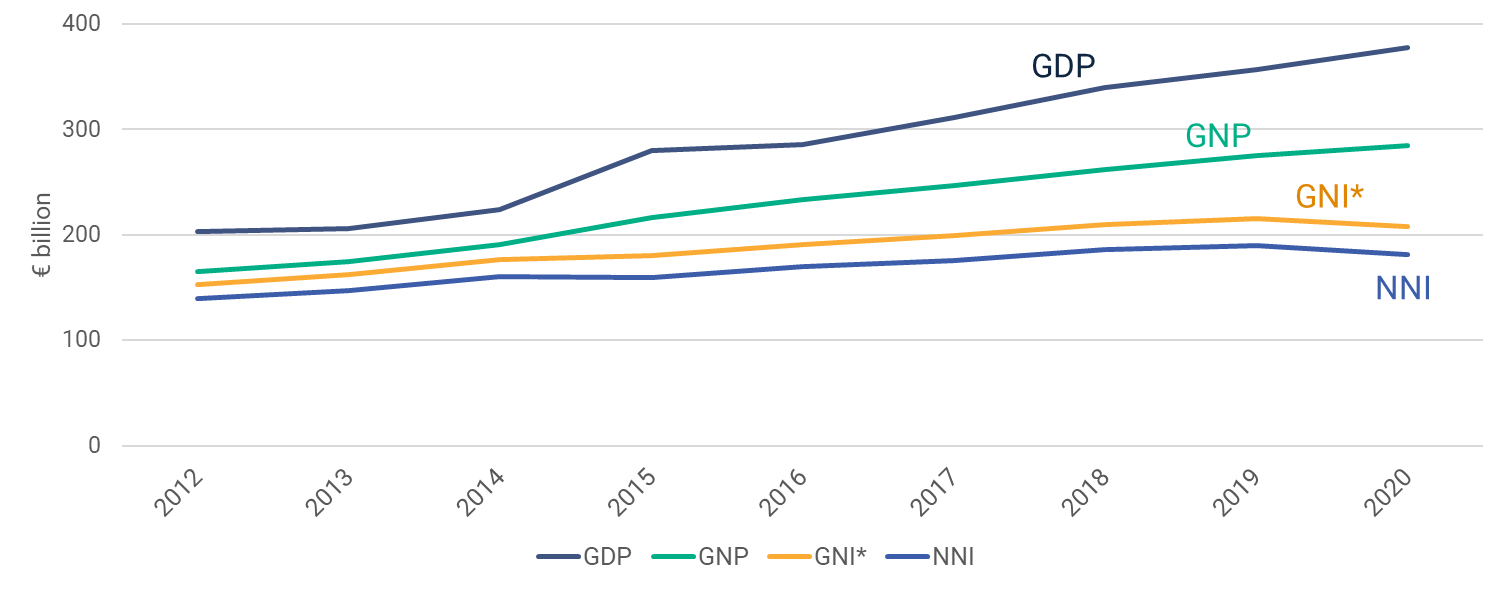 400
GDP
GNP
300
GNI*
200
€ billion
NNI
100
0
2012 2013 2014 2015 2016 2017 2018 2019 2020
GDP GNP GNI* NNI